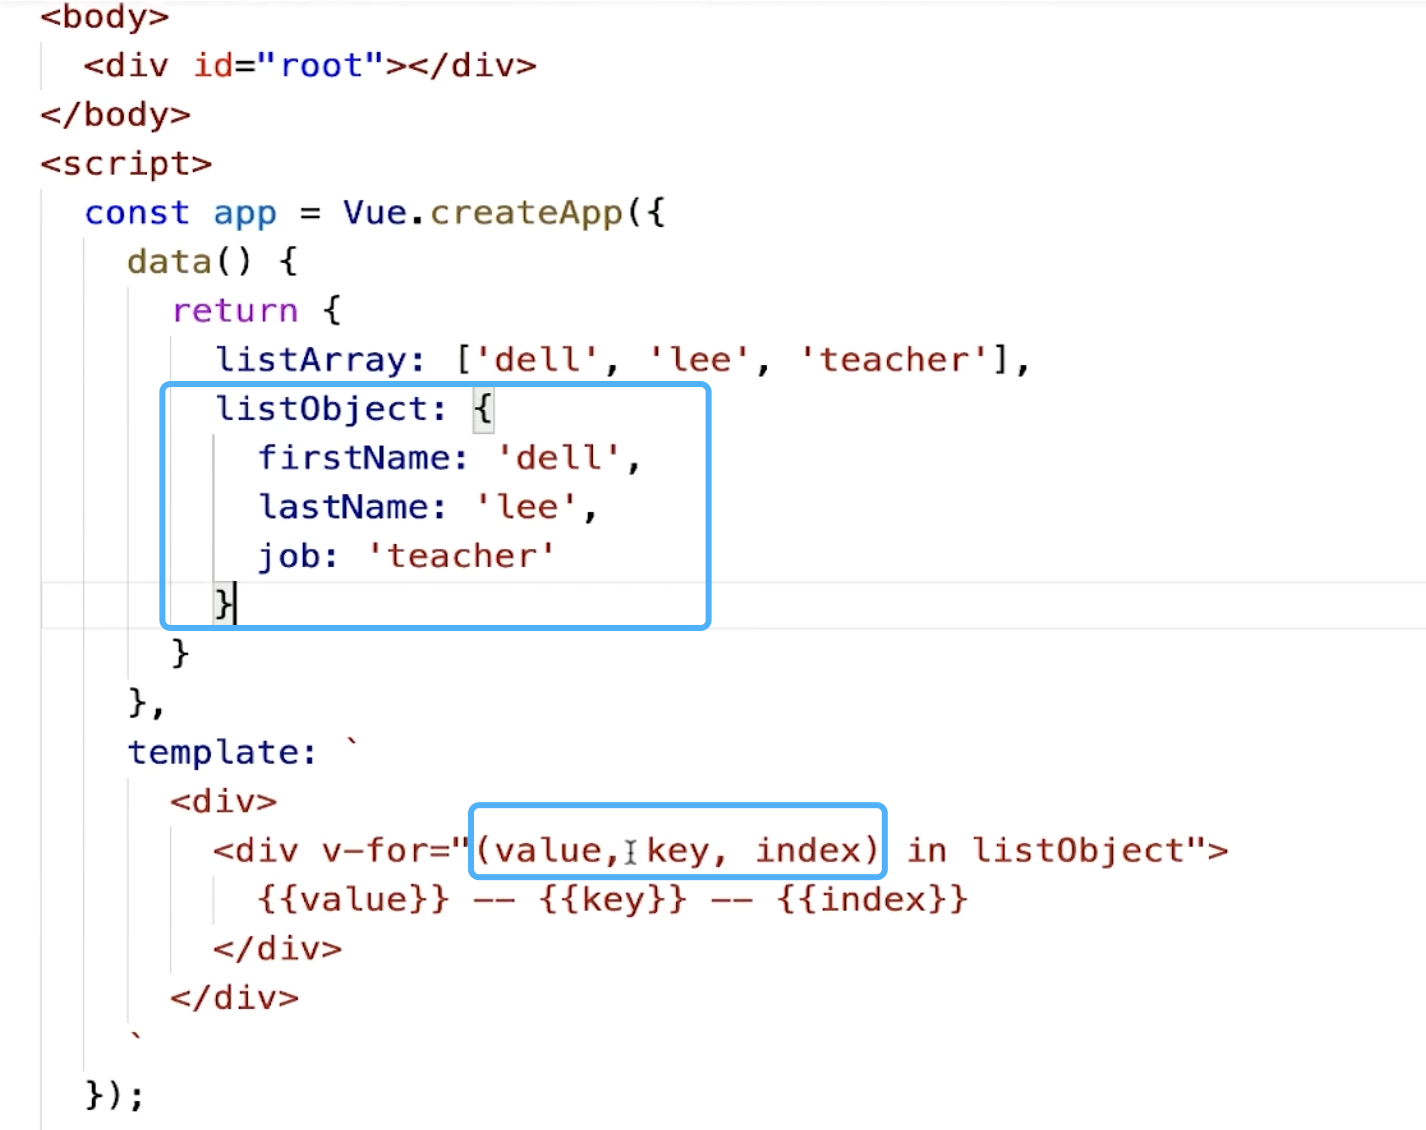 <body>
<div id="root"></div>
</body>
<script>
const app = Vue.createApp({
data() {
return {
listArray: ['dell', 'lee', 'teacher'],
listObject: {
firstName: 'dell',
lastName: 'lee',
job: 'teacher'
}
}
},
template: `
<div>
<div v-for="(value, key, index) in listObject">
{{value}} -- {{key}} -- {{index}}
</div>
</div>
`
});